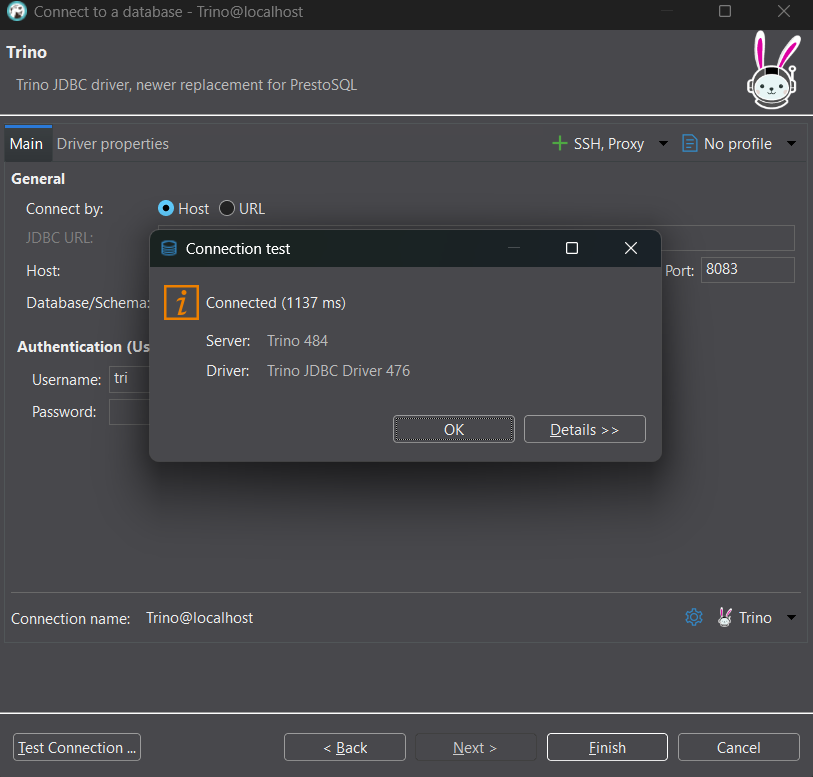 Connect to a database - Trino@localhost
Trino
Trino JDBC driver, newer replacement for PrestoSQL
Main Driver properties SSH, Proxy No profile
General
Connect by: Host URL
JDBC URL:
Host: Port: 8083
Database/Schema:
Authentication (Us
Username: tri
Password:
Connection test
Connected (1137 ms)
Server: Trino 484
Driver: Trino JDBC Driver 476
OK Details >>
Connection name: Trino@localhost Trino
Test Connection ... < Back Next > Finish Cancel